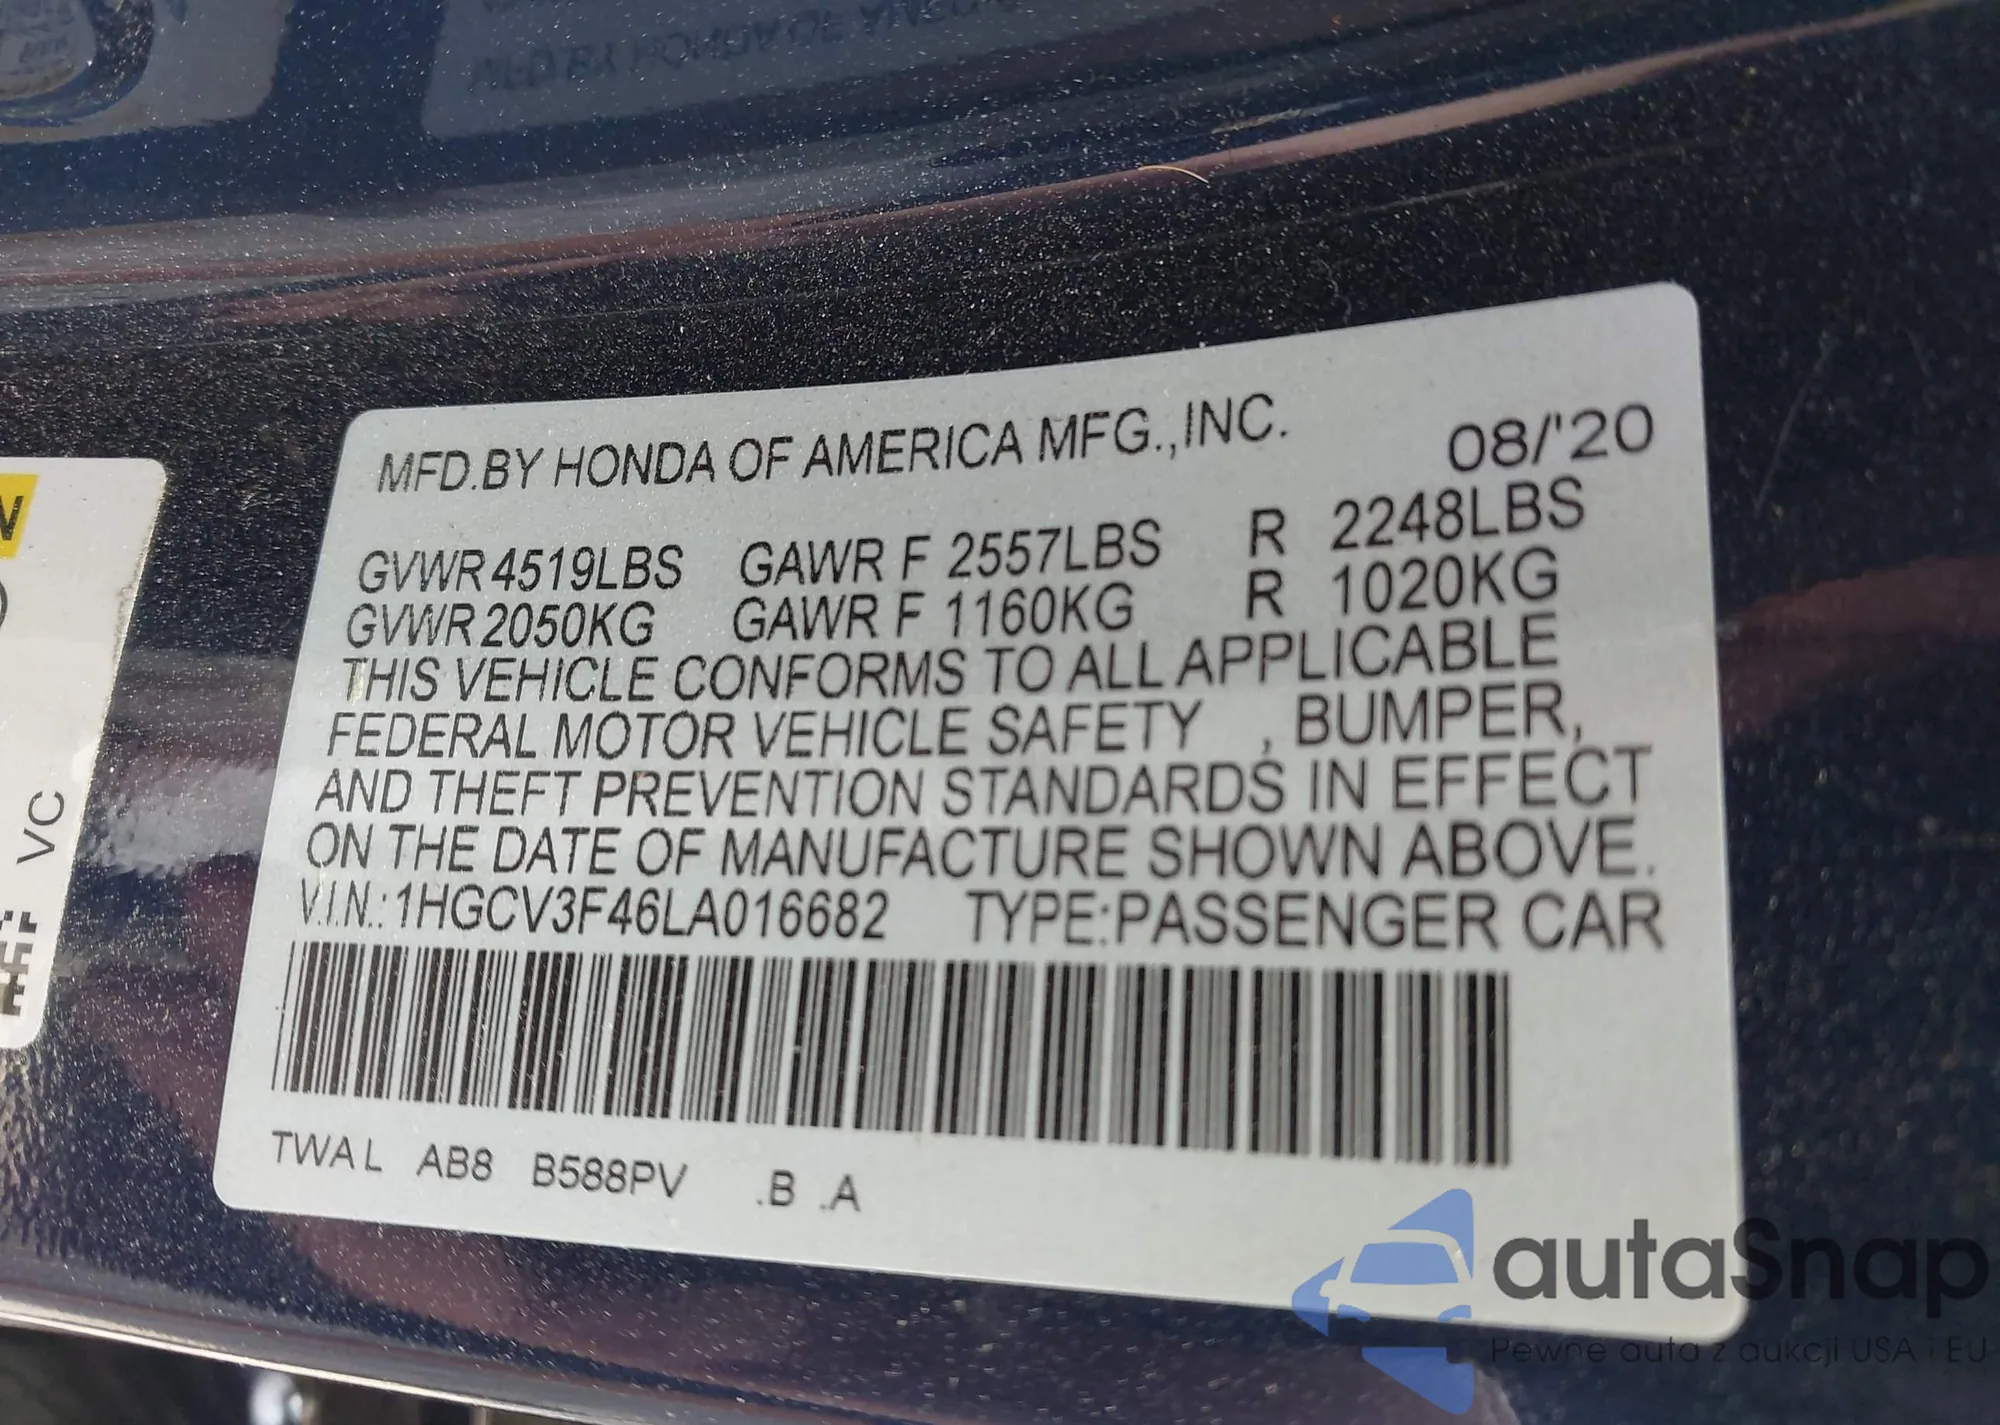 MFD.BY HONDA OF AMERICA MFG.,INC. 08/'20
GVWR 4519LBS GAWR F 2557LBS R 2248LBS
GVWR 2050KG GAWR F 1160KG R 1020KG
THIS VEHICLE CONFORMS TO ALL APPLICABLE
FEDERAL MOTOR VEHICLE SAFETY , BUMPER,
AND THEFT PREVENTION STANDARDS IN EFFECT
ON THE DATE OF MANUFACTURE SHOWN ABOVE.
V.I.N.: 1HGCV3F46LA016682 TYPE:PASSENGER CAR
TWAL AB8 B588PV .B .A
VC
autaSnap
Pewne auta z aukcji USA i EU